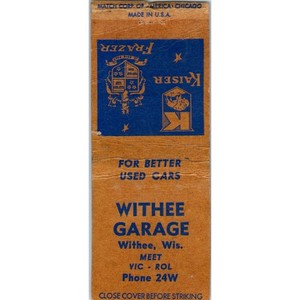 MATCH CORP. OF AMERICA-CHICAGO
MADE IN U.S.A.
KAISER
FRAZER
K
FOR BETTER
USED CARS
WITHEE
GARAGE
Withee, Wis.
MEET
VIC - ROL
Phone 24W
CLOSE COVER BEFORE STRIKING